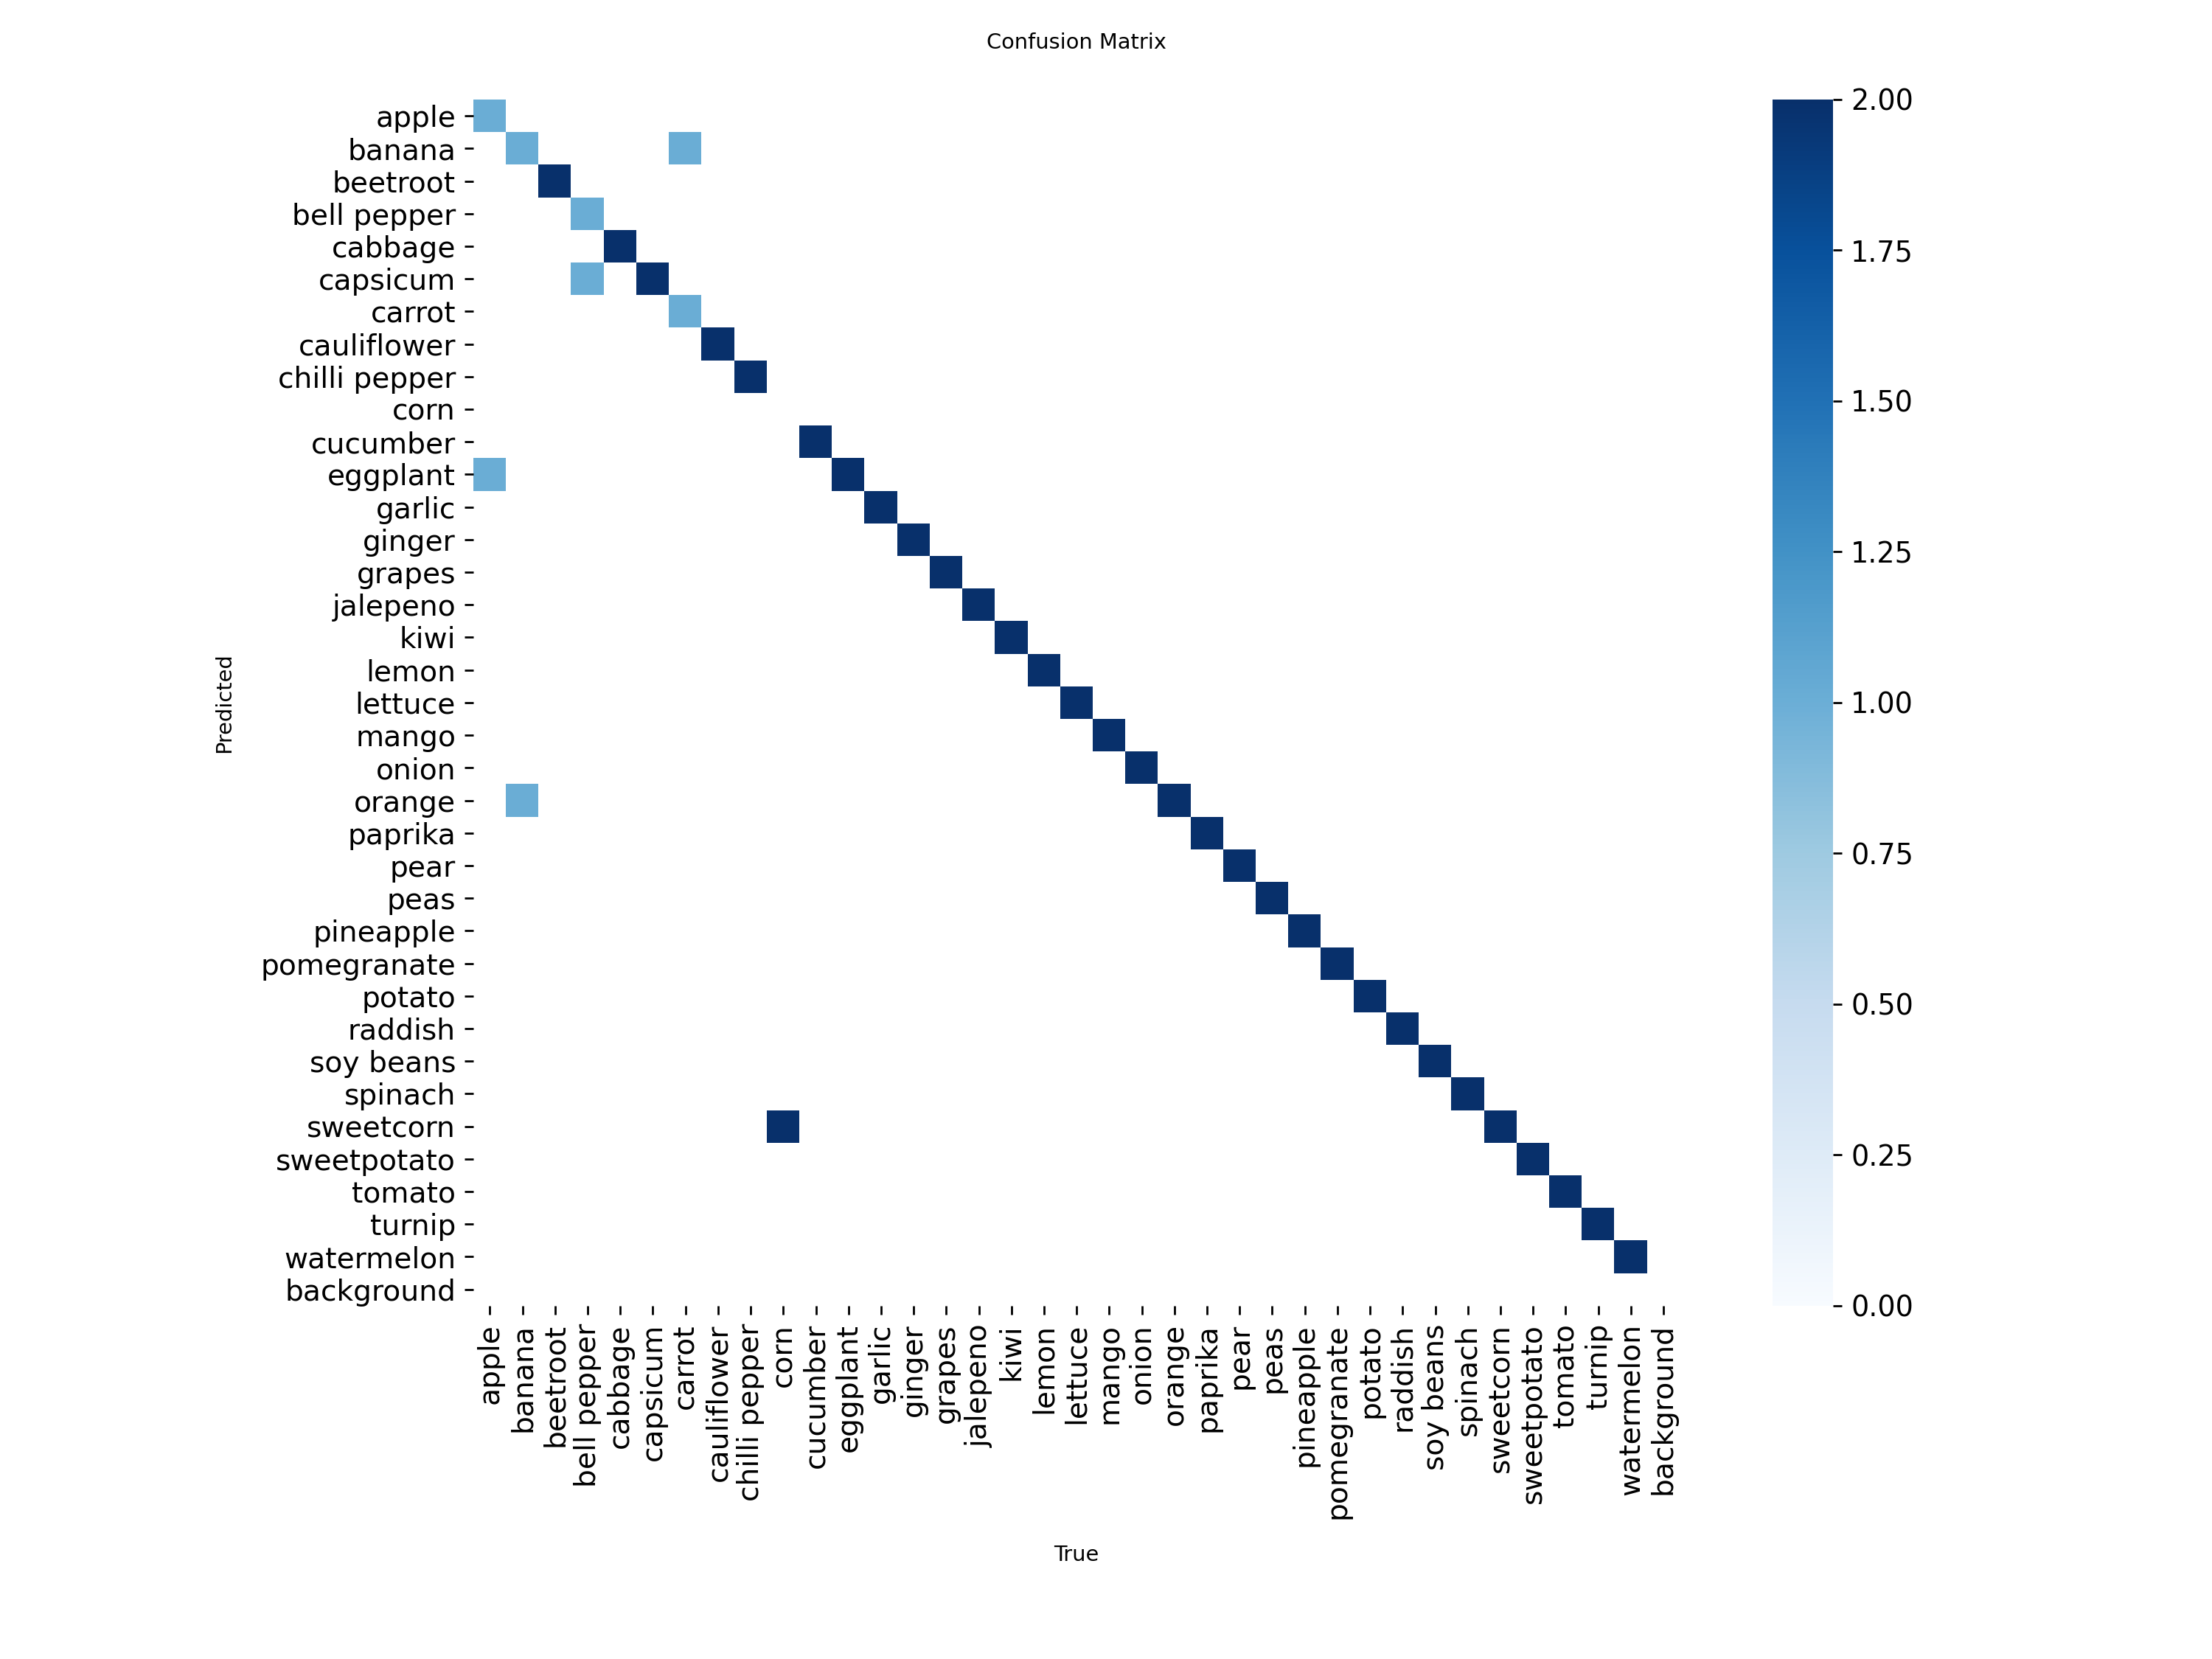 Confusion Matrix
apple
banana
beetroot
bell pepper
cabbage
capsicum
carrot
cauliflower
chilli pepper
corn
cucumber
eggplant
garlic
ginger
grapes
jalepeno
kiwi
lemon
lettuce
mango
onion
orange
paprika
pear
peas
pineapple
pomegranate
potato
raddish
soy beans
spinach
sweetcorn
sweetpotato
tomato
turnip
watermelon
background
Predicted
apple
banana
beetroot
bell pepper
cabbage
capsicum
carrot
cauliflower
chilli pepper
corn
cucumber
eggplant
garlic
ginger
grapes
jalepeno
kiwi
lemon
lettuce
mango
onion
orange
paprika
pear
peas
pineapple
pomegranate
potato
raddish
soy beans
spinach
sweetcorn
sweetpotato
tomato
turnip
watermelon
background
True
2.00
1.75
1.50
1.25
1.00
0.75
0.50
0.25
0.00